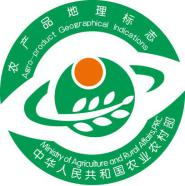 农产品地理标志
Agro-product Geographical Indications
Ministry of Agriculture and Rural Affairs, PRC
中华人民共和国农业农村部